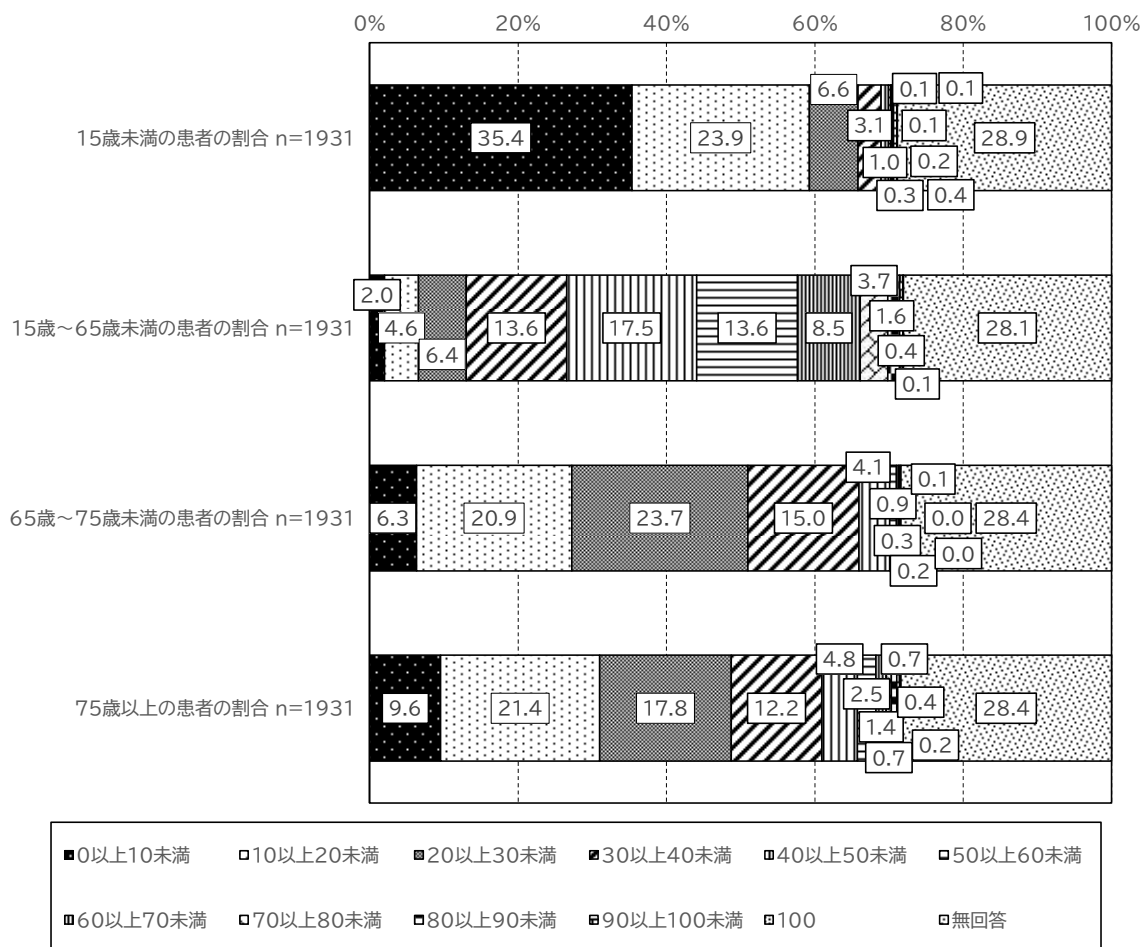 0% 20% 40% 60% 80% 100%
15歳未満の患者の割合 n=1931
35.4 23.9 6.6 3.1 1.0 0.3 0.4 0.2 0.1 0.1 0.1 28.9
15歳～65歳未満の患者の割合 n=1931
2.0 4.6 6.4 13.6 17.5 13.6 8.5 3.7 1.6 0.4 0.1 28.1
65歳～75歳未満の患者の割合 n=1931
6.3 20.9 23.7 15.0 4.1 0.9 0.3 0.2 0.0 0.0 0.1 28.4
75歳以上の患者の割合 n=1931
9.6 21.4 17.8 12.2 4.8 2.5 1.4 0.7 0.2 0.4 0.7 28.4
0以上10未満 10以上20未満 20以上30未満 30以上40未満 40以上50未満 50以上60未満
60以上70未満 70以上80未満 80以上90未満 90以上100未満 100 無回答